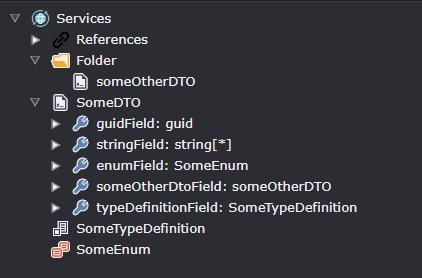 Services
References
Folder
someOtherDTO
SomeDTO
guidField: guid
stringField: string[*]
enumField: SomeEnum
someOtherDtoField: someOtherDTO
typeDefinitionField: SomeTypeDefinition
SomeTypeDefinition
SomeEnum